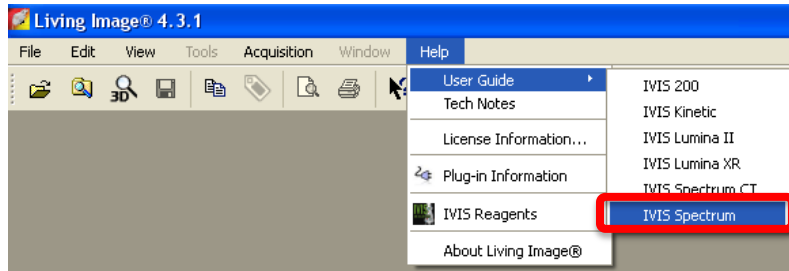 Living Image® 4.3.1
File Edit View Tools Acquisition Window Help
3D
User Guide
Tech Notes
License Information...
Plug-in Information
IVIS Reagents
About Living Image®
IVIS 200
IVIS Kinetic
IVIS Lumina II
IVIS Lumina XR
IVIS Spectrum CT
IVIS Spectrum